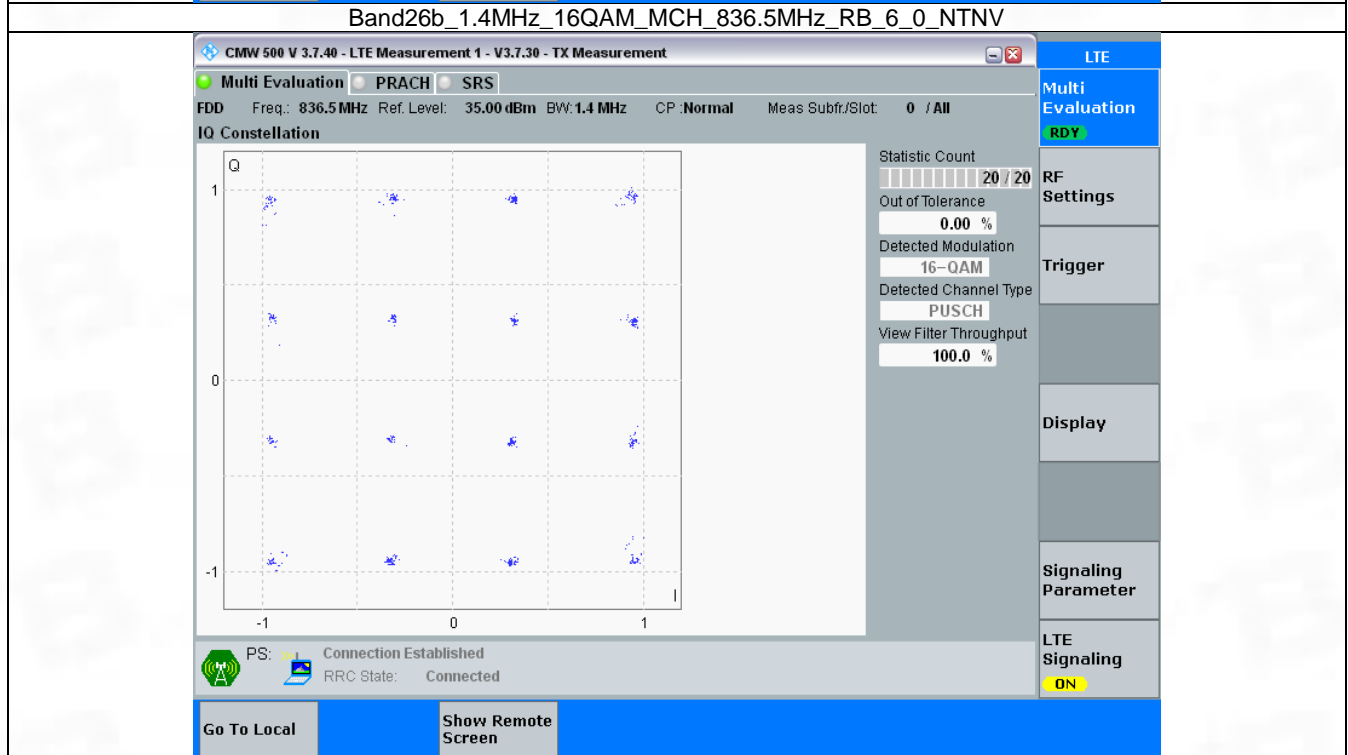 Band26b_1.4MHz_16QAM_MCH_836.5MHz_RB_6_0_NTNV
CMW 500 V 3.7.40 - LTE Measurement 1 - V3.7.30 - TX Measurement
LTE
Multi Evaluation PRACH SRS
FDD Freq.: 836.5 MHz Ref. Level: 35.00 dBm BW: 1.4 MHz CP : Normal Meas Subfr./Slot: 0 / All
IQ Constellation
Q
1
0
-1
-1 0 1
I
Statistic Count
20 / 20
Out of Tolerance
0.00 %
Detected Modulation
16-QAM
Detected Channel Type
PUSCH
View Filter Throughput
100.0 %
Multi
Evaluation
RDY
RF
Settings
Trigger
Display
Signaling
Parameter
LTE
Signaling
ON
PS: Connection Established
RRC State: Connected
Go To Local
Show Remote
Screen